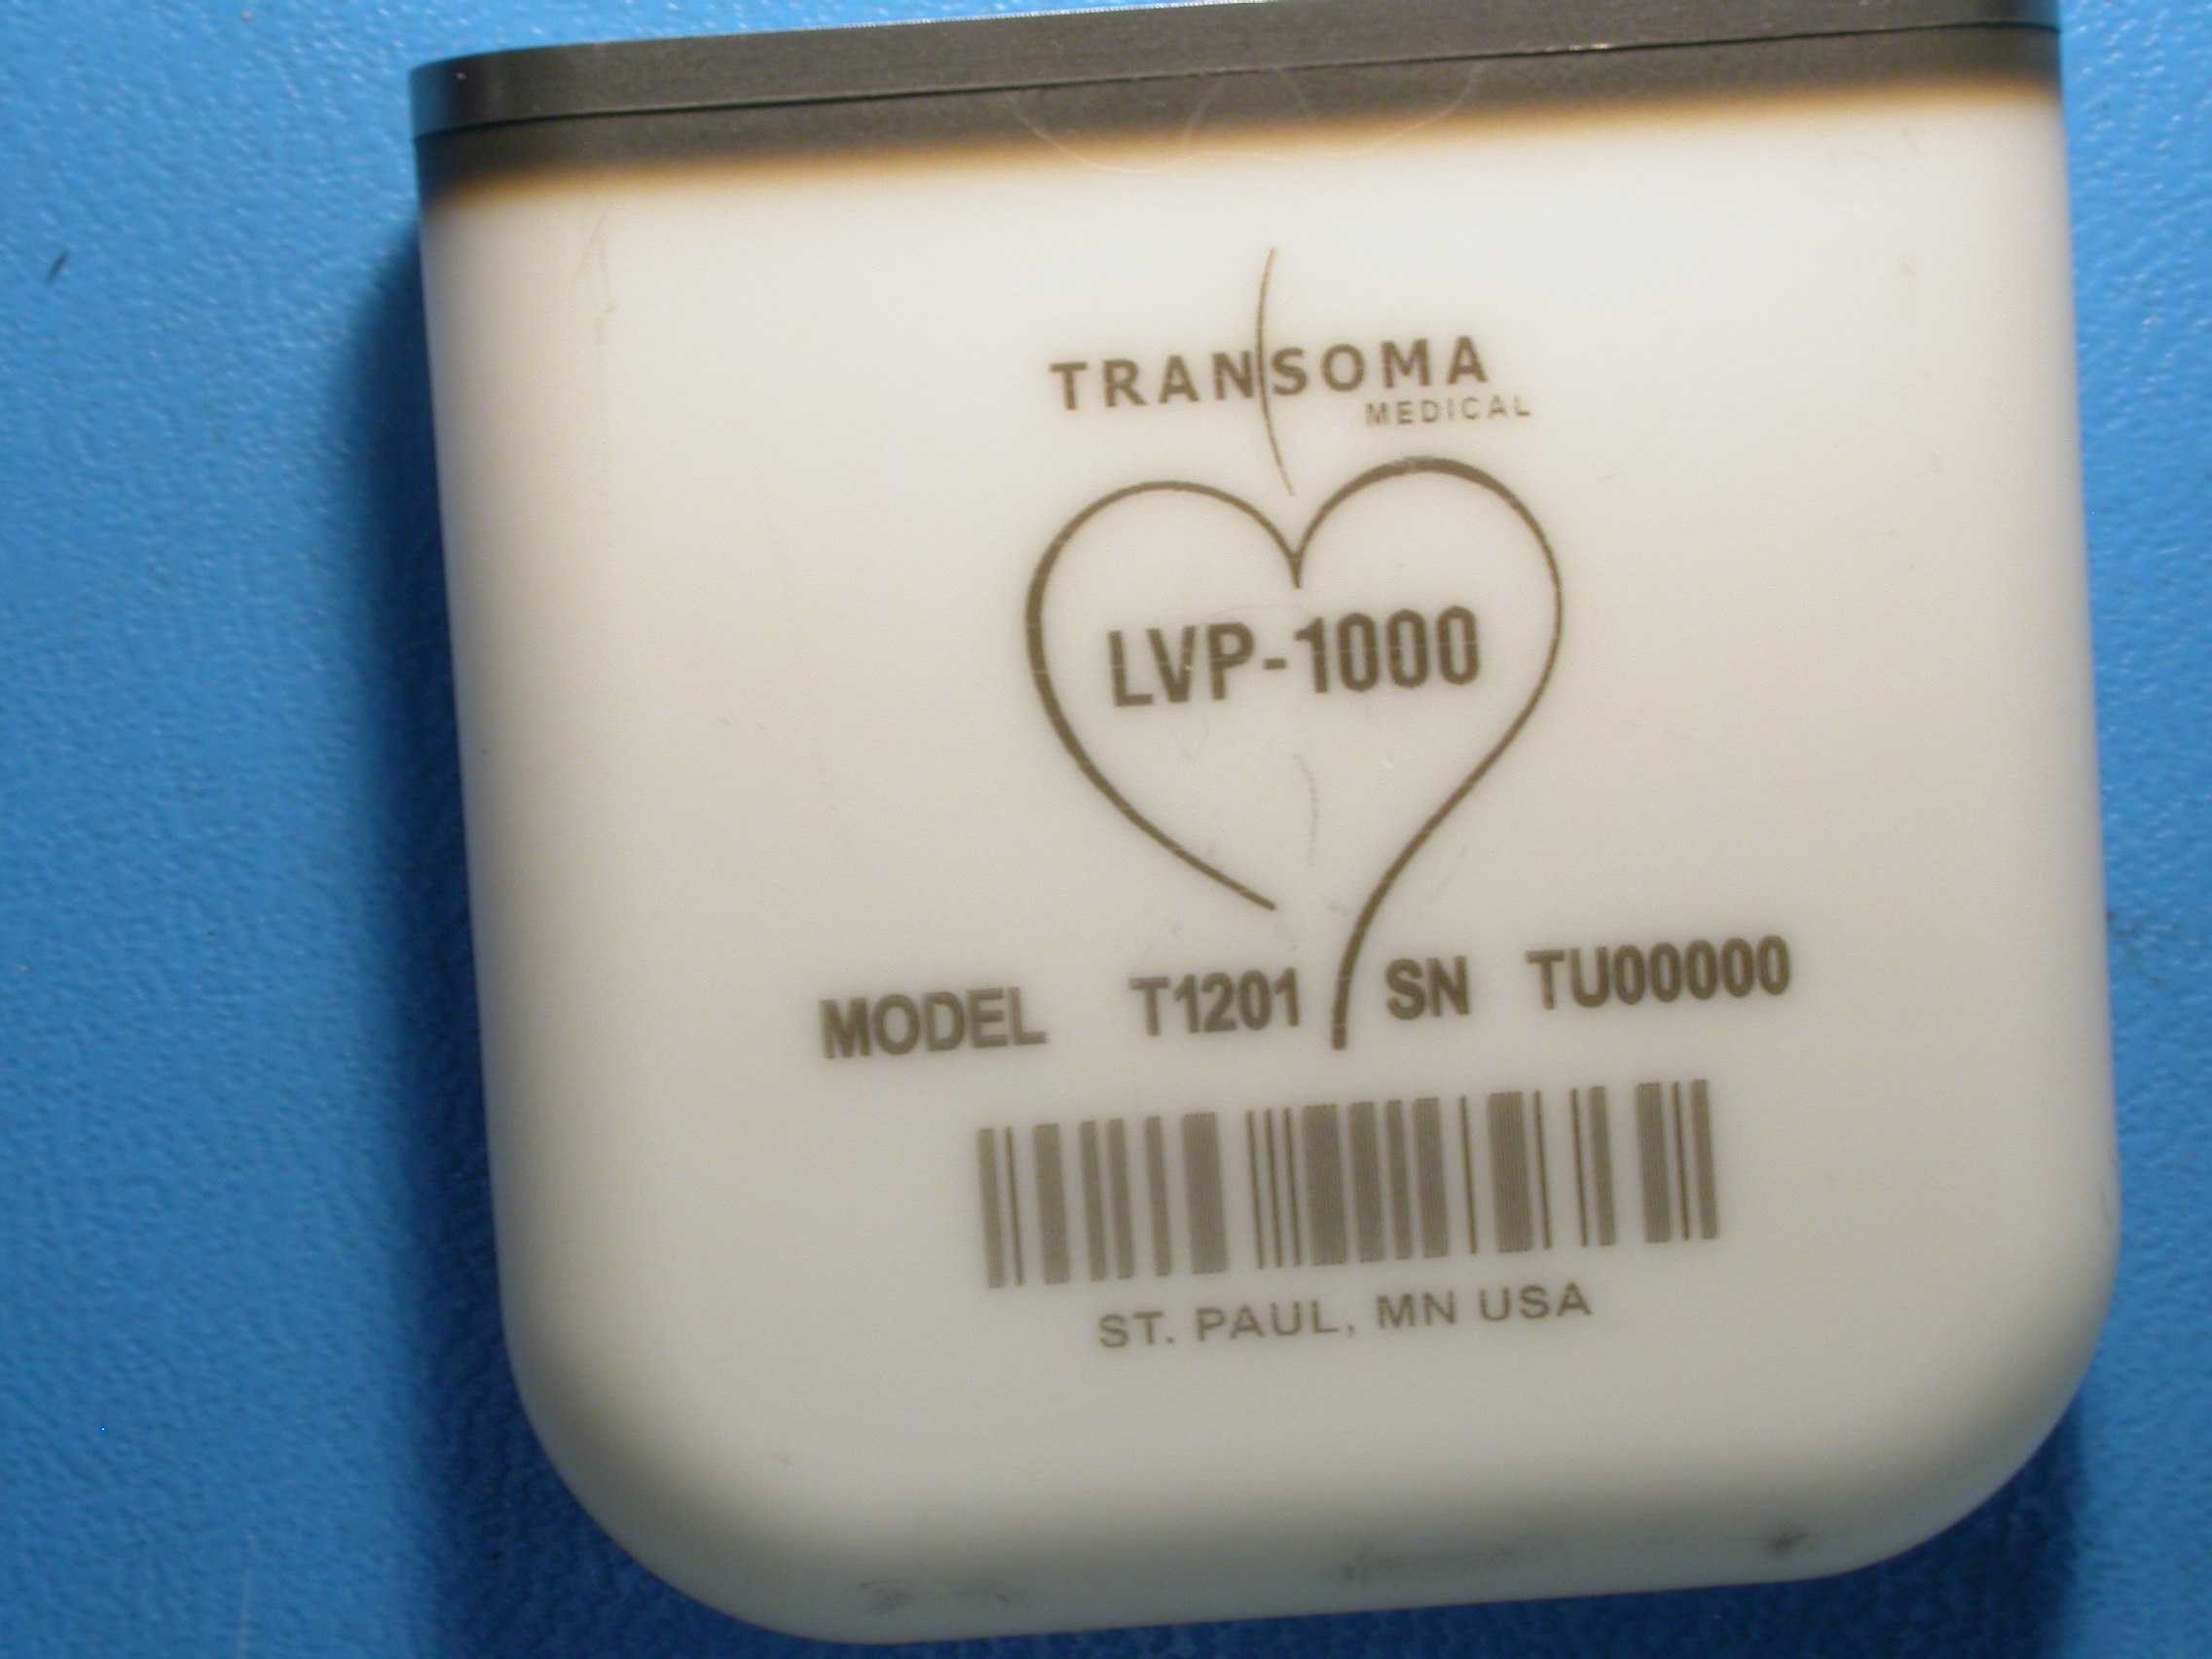 TRANSOMA
MEDICAL
LVP-1000
MODEL T1201 SN TU00000
ST. PAUL, MN USA